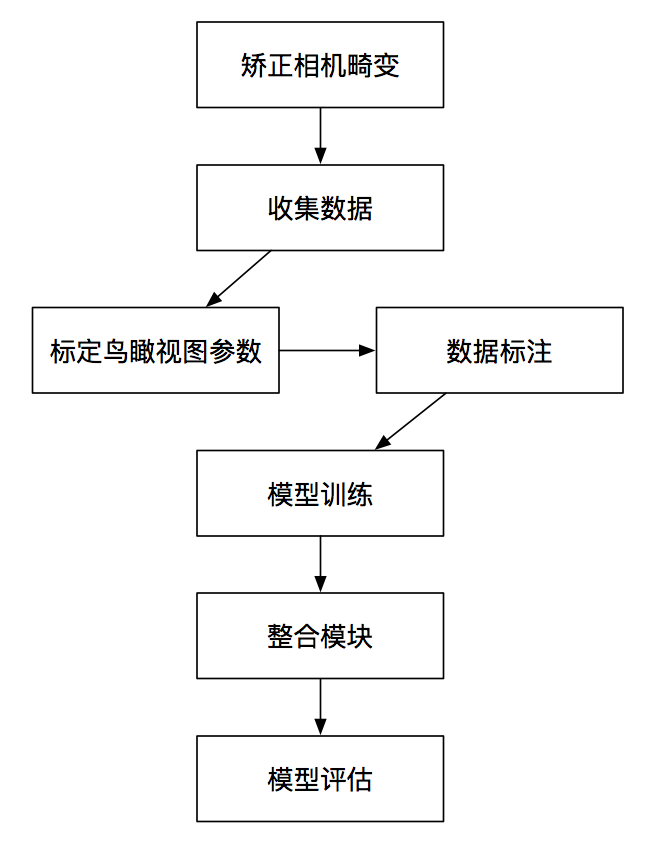 矫正相机畸变
收集数据
标定鸟瞰视图参数
数据标注
模型训练
整合模块
模型评估